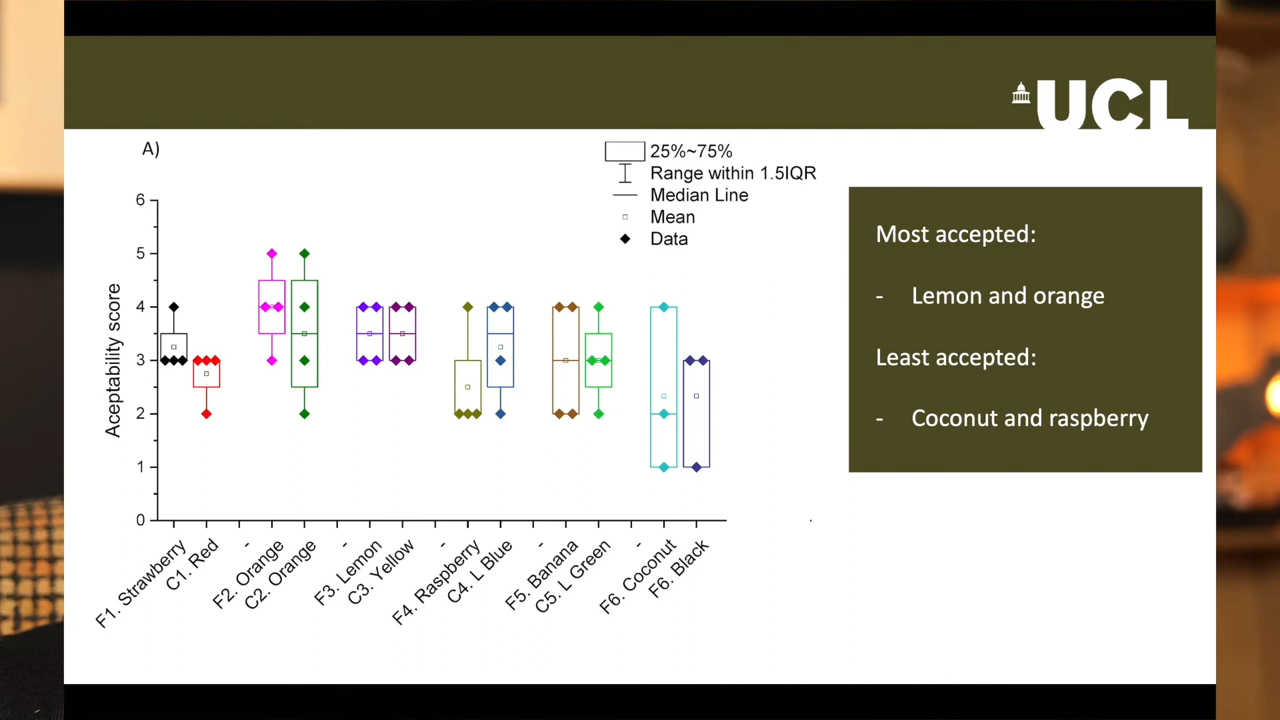 UCL
A)
25%~75%
Range within 1.5IQR
Median Line
Mean
Data
Aceptability score
6
5
4
3
2
1
0
F1. Strawberry
C1. Red
-
F2. Orange
C2. Orange
-
F3. Lemon
C3. Yellow
-
F4. Raspberry
C4. L Blue
-
F5. Banana
C5. L Green
-
F6. Coconut
F6. Black
Most accepted:
- Lemon and orange
Least accepted:
- Coconut and raspberry